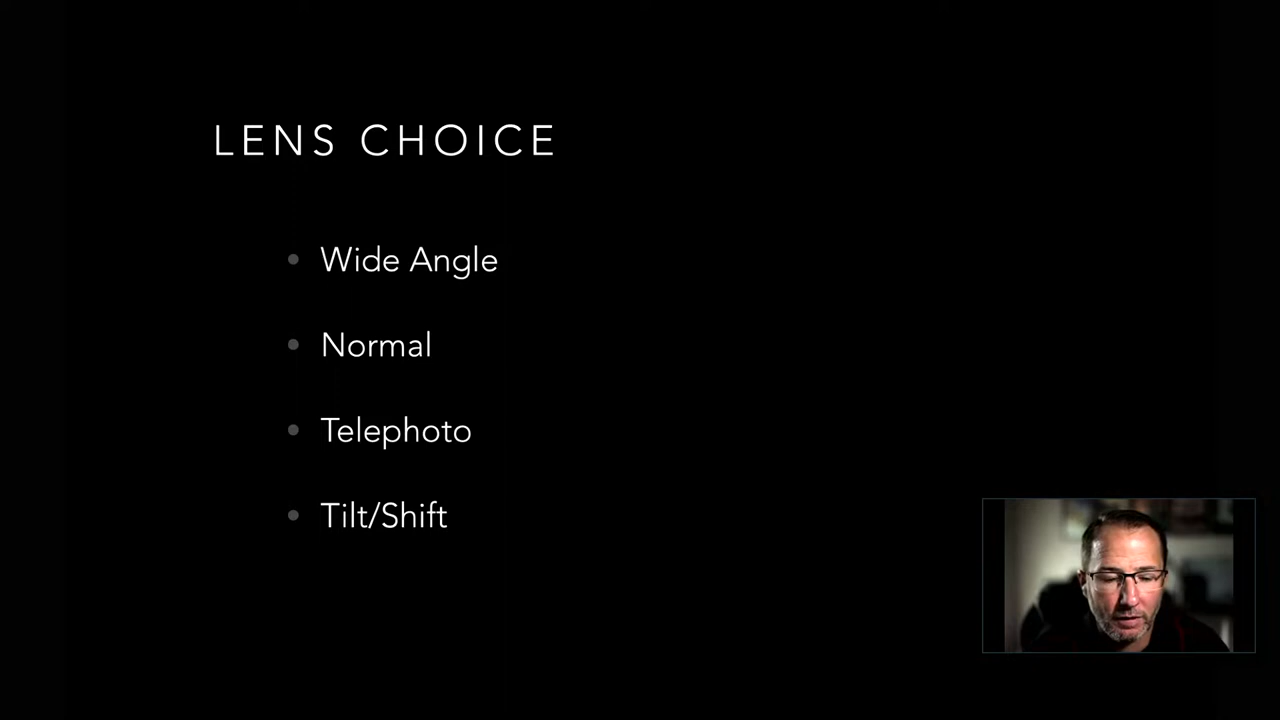 LENS CHOICE
Wide Angle
Normal
Telephoto
Tilt/Shift